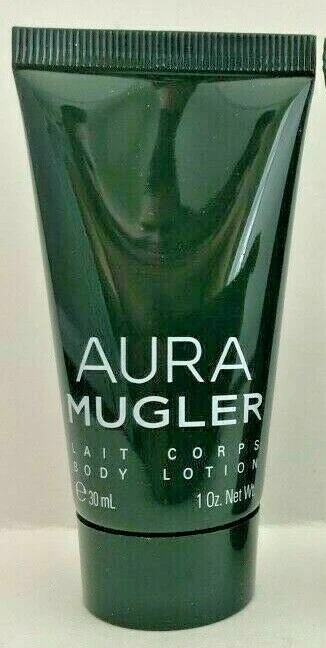 AURA
MUGLER
LAIT CORPS
BODY LOTION
℮ 30 mL 1 Oz. Net Wt.